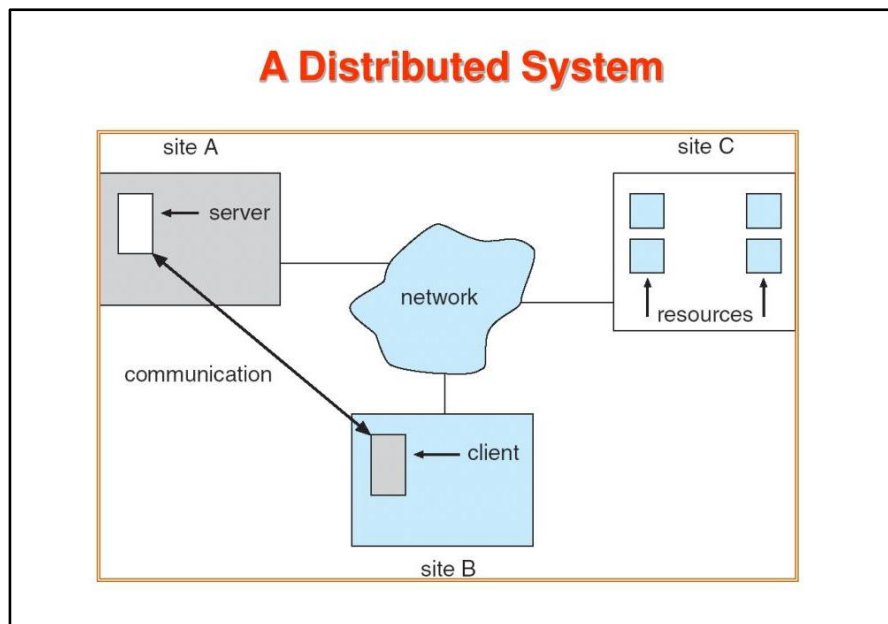 A Distributed System
site A
site C
server
network
resources
communication
client
site B